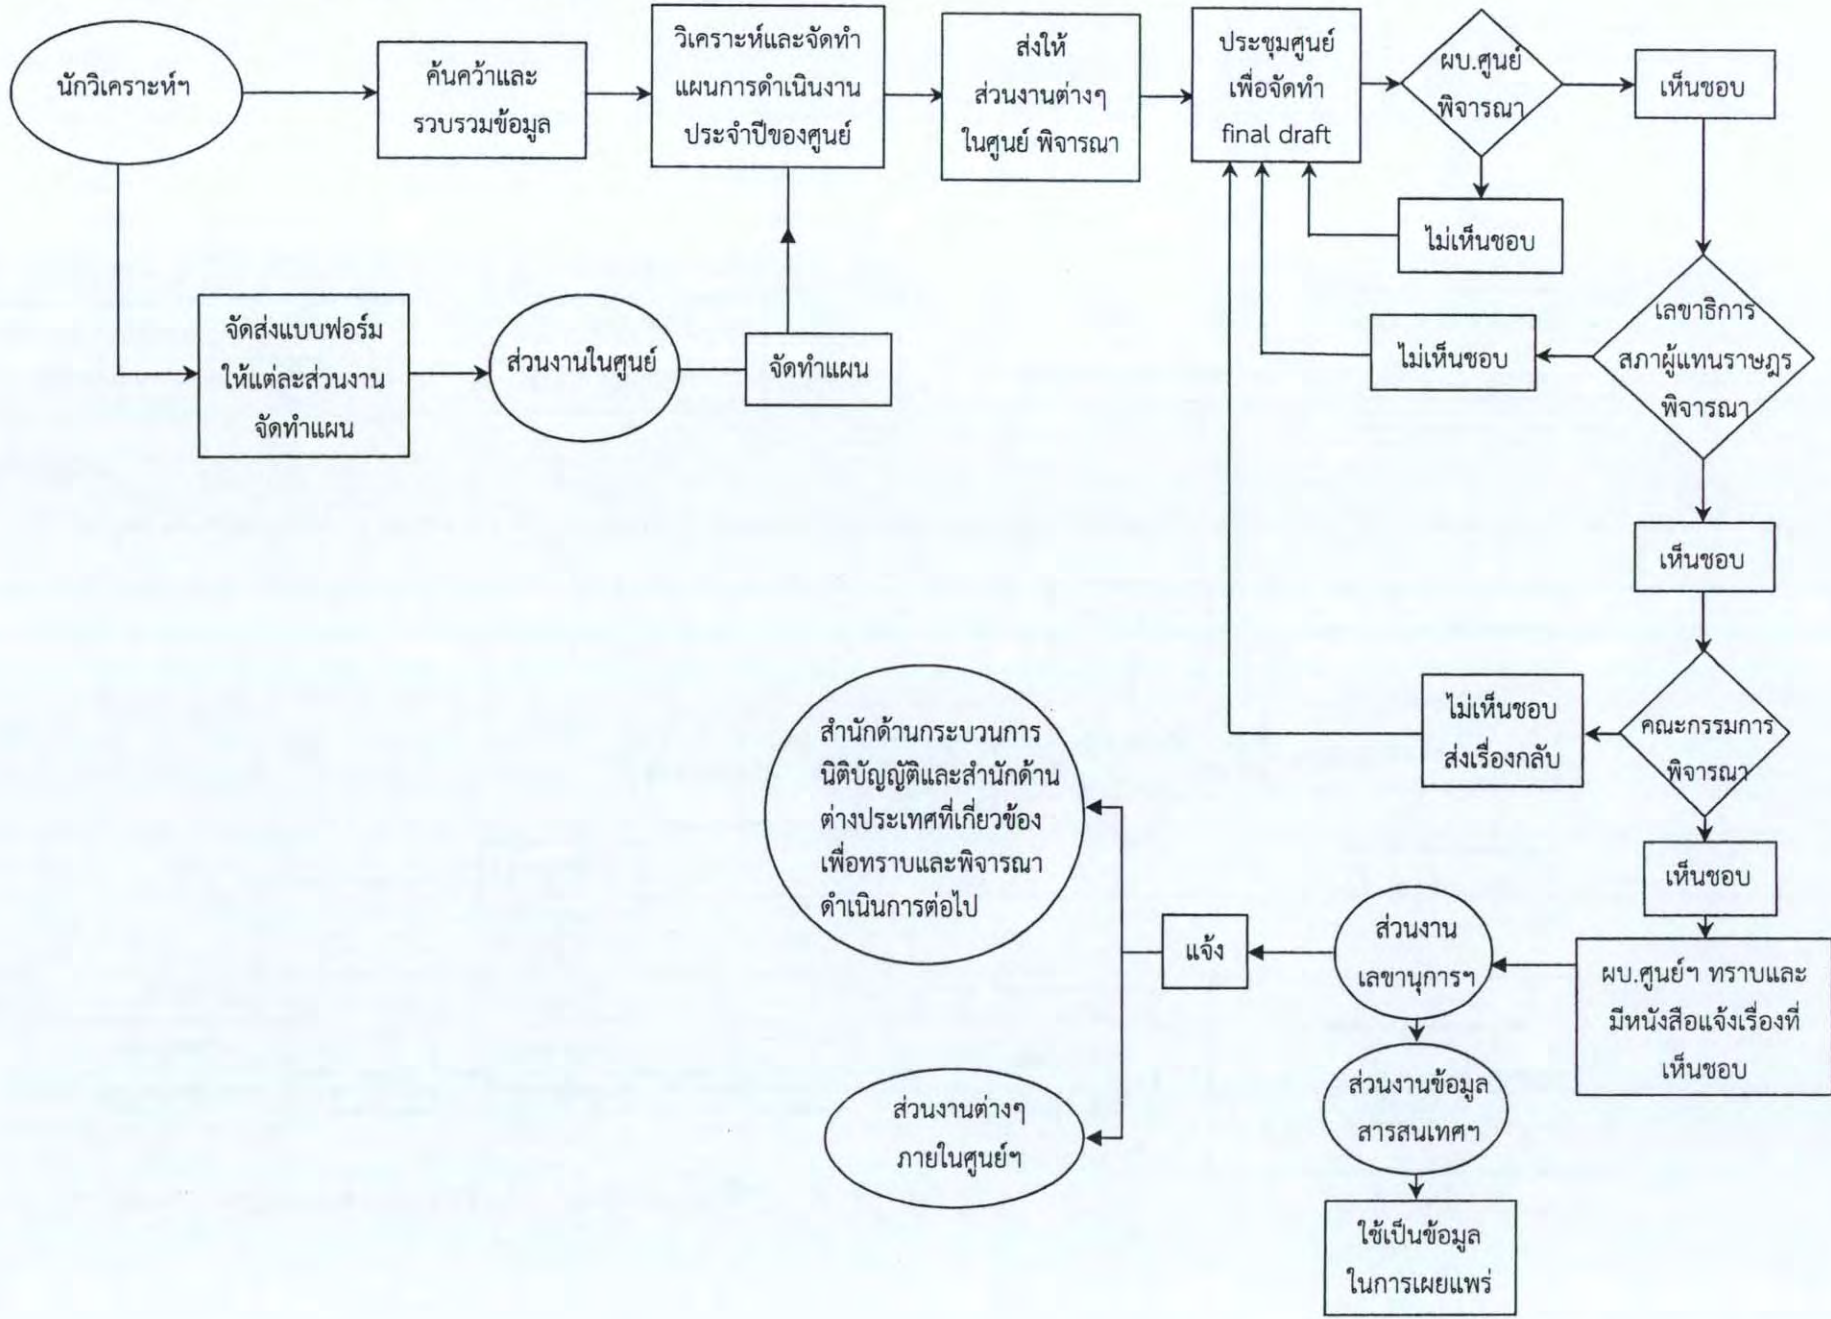 นักวิเคราะห์ฯ
ค้นคว้าและ
รวบรวมข้อมูล
วิเคราะห์และจัดทำ
แผนการดำเนินงาน
ประจำปีของศูนย์
ส่งให้
ส่วนงานต่างๆ
ในศูนย์ พิจารณา
ประชุมศูนย์
เพื่อจัดทำ
final draft
ผบ.ศูนย์
พิจารณา
เห็นชอบ
ไม่เห็นชอบ
จัดส่งแบบฟอร์ม
ให้แต่ละส่วนงาน
จัดทำแผน
ส่วนงานในศูนย์
จัดทำแผน
ไม่เห็นชอบ
เลขาธิการ
สภาผู้แทนราษฎร
พิจารณา
เห็นชอบ
ไม่เห็นชอบ
ส่งเรื่องกลับ
คณะกรรมการ
พิจารณา
เห็นชอบ
ผบ.ศูนย์ฯ ทราบและ
มีหนังสือแจ้งเรื่องที่
เห็นชอบ
ส่วนงาน
เลขานุการฯ
แจ้ง
สำนักด้านกระบวนการ
นิติบัญญัติและสำนักด้าน
ต่างประเทศที่เกี่ยวข้อง
เพื่อทราบและพิจารณา
ดำเนินการต่อไป
ส่วนงานต่างๆ
ภายในศูนย์ฯ
ส่วนงานข้อมูล
สารสนเทศฯ
ใช้เป็นข้อมูล
ในการเผยแพร่